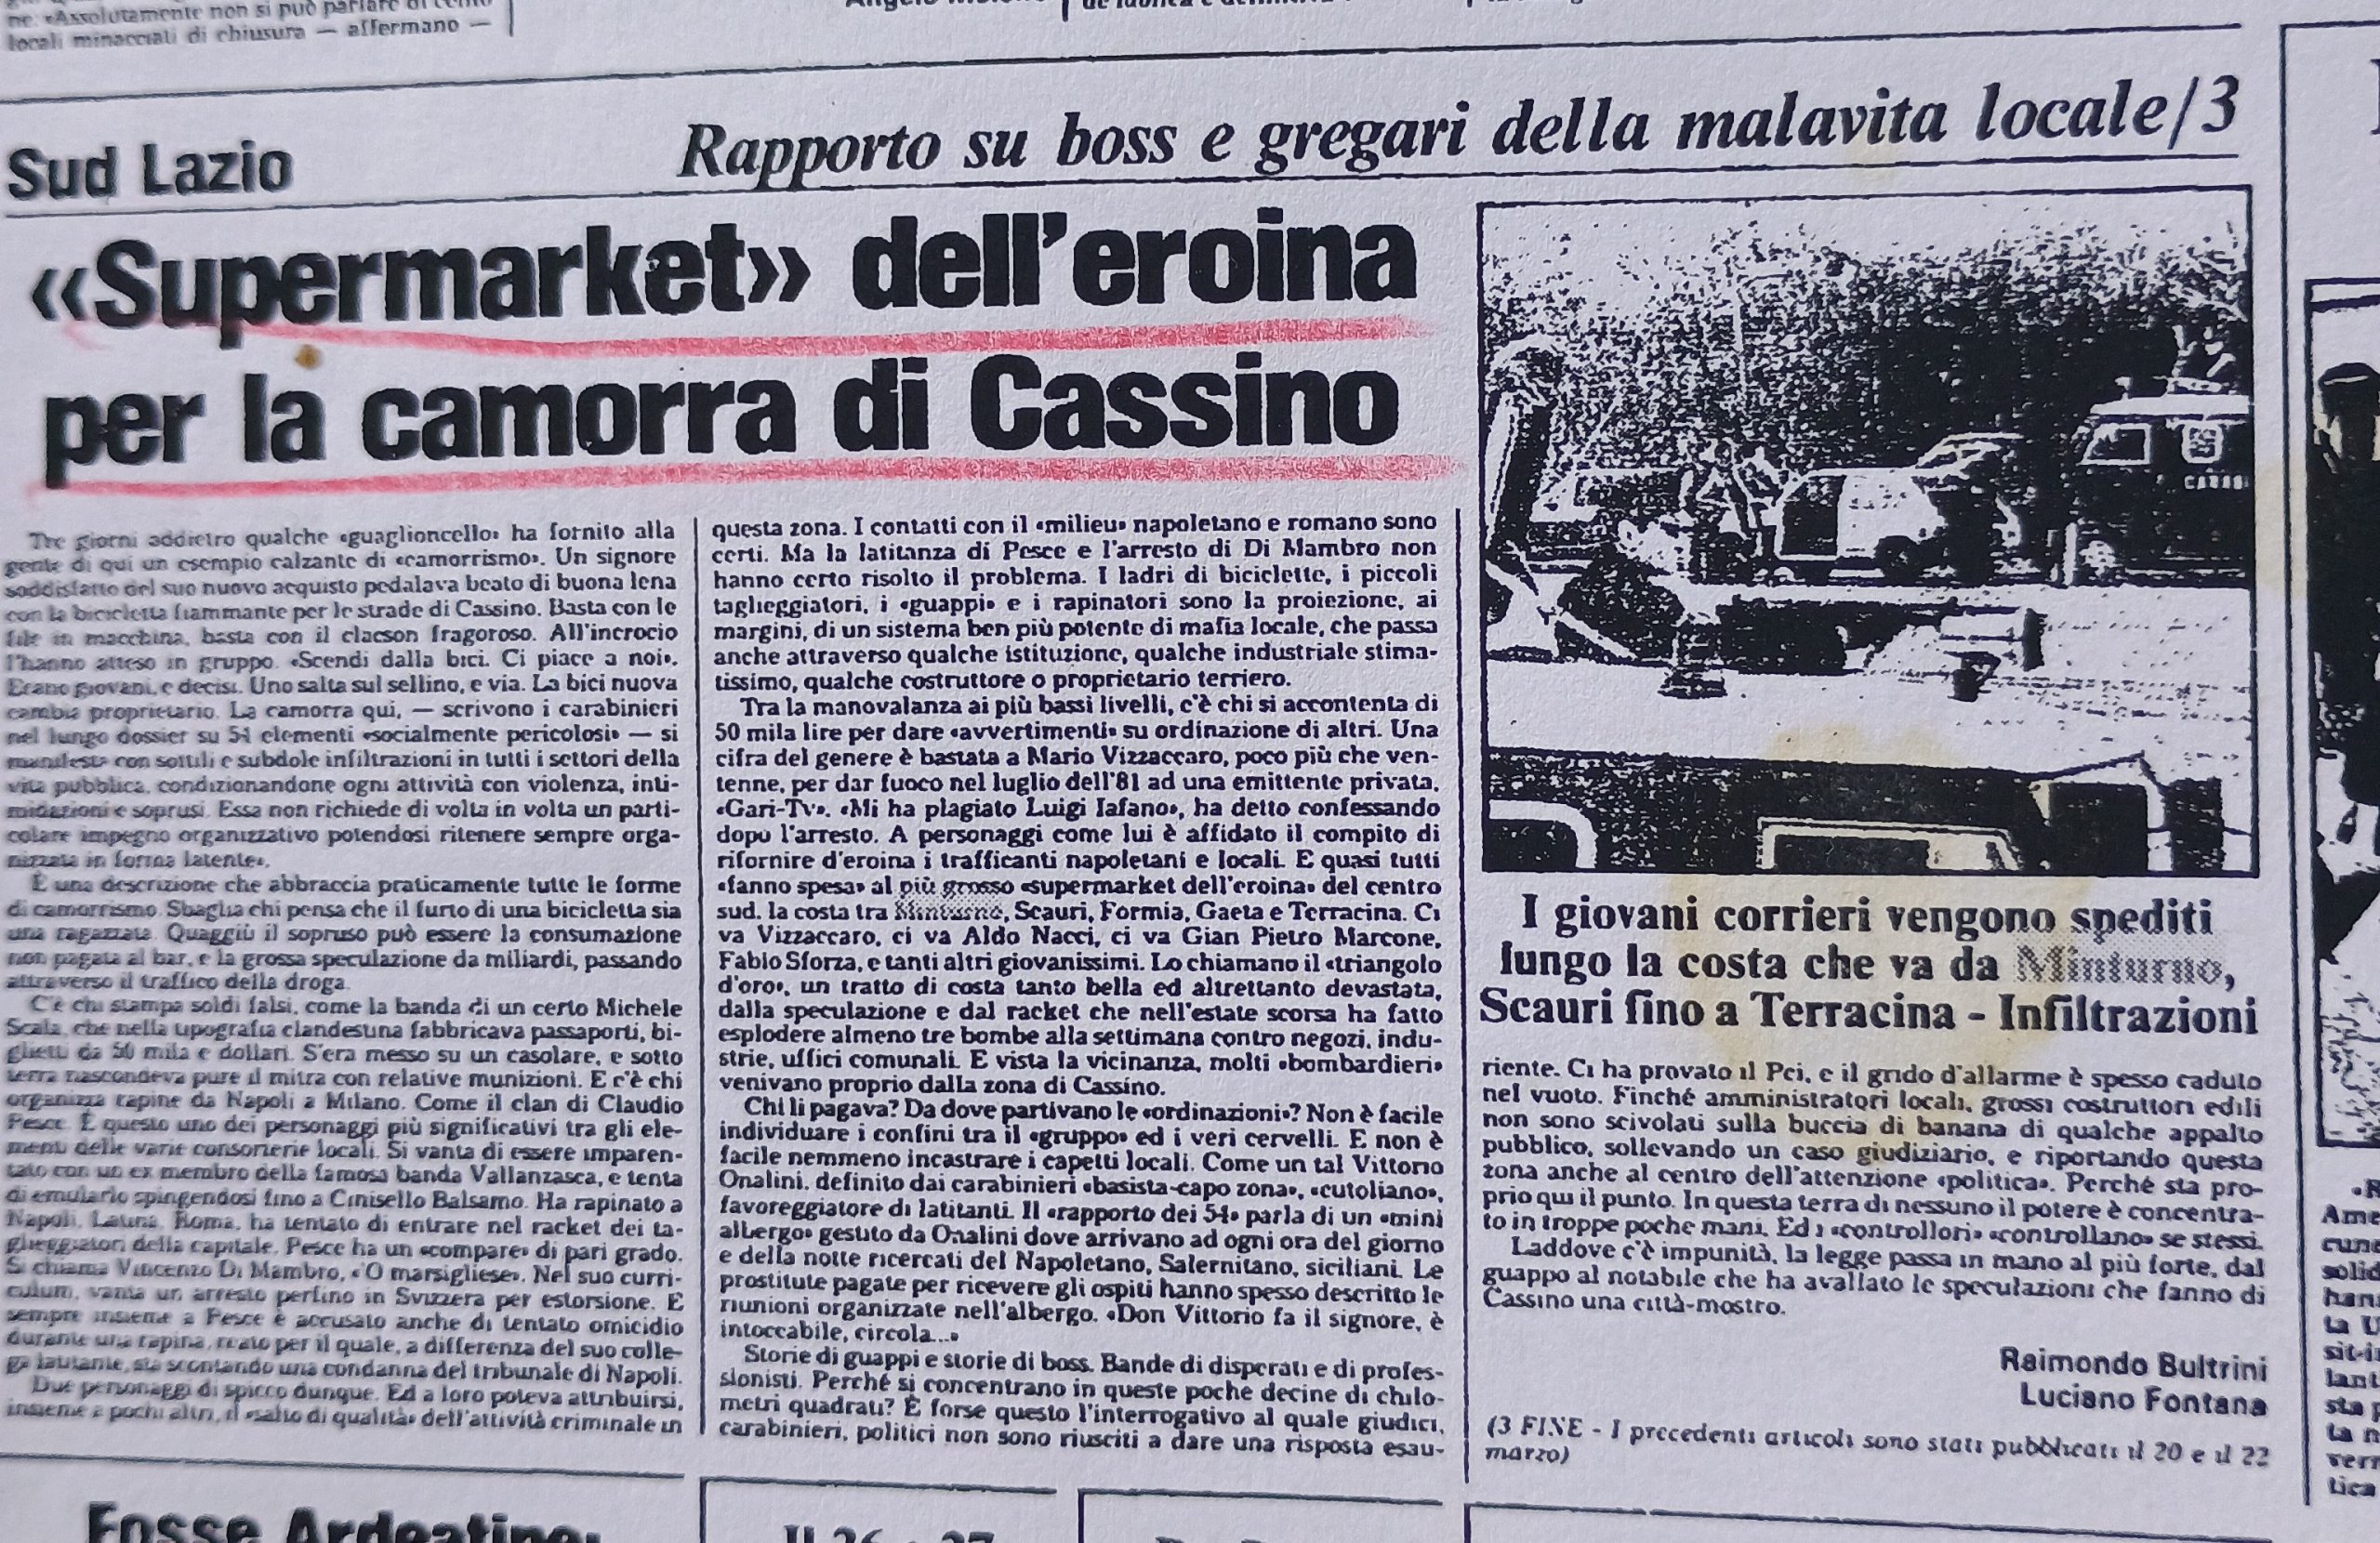 ne. «Assolutamente non si può parlare di
locali minacciati di chiusura — affermano —
Sud Lazio
Rapporto su boss e gregari della malavita locale/3
«Supermarket» dell'eroina
per la camorra di Cassino
Tre giorni addietro qualche «guaglioncello» ha fornito alla
gente di qui un esempio calzante di «camorrismo». Un signore
soddisfatto del suo nuovo acquisto pedalava beato di buona lena
con la bicicletta fiammante per le strade di Cassino. Basta con le
file in macchina, basta con il clacson fragoroso. All'incrocio
l'hanno atteso in gruppo. «Scendi dalla bici. Ci piace a noi».
Erano giovani, e decisi. Uno salta sul sellino, e via. La bici nuova
cambia proprietario. La camorra qui, — scrivono i carabinieri
nel lungo dossier su 54 elementi «socialmente pericolosi» — si
manifesta con sottili e subdole infiltrazioni in tutti i settori della
vita pubblica, condizionandone ogni attività con violenza, inti-
midazioni e soprusi. Essa non richiede di volta in volta un parti-
colare impegno organizzativo potendosi ritenere sempre orga-
nizzata in forma latente».
È una descrizione che abbraccia praticamente tutte le forme
di camorrismo. Sbaglia chi pensa che il furto di una bicicletta sia
una ragazzata. Quaggiù il sopruso può essere la consumazione
non pagata al bar, e la grossa speculazione da miliardi, passando
attraverso il traffico della droga.
C'è chi stampa soldi falsi, come la banda di un certo Michele
Scala, che nella tipografia clandestina fabbricava passaporti, bi-
glietti da 50 mila e dollari. S'era messo su un casolare, e sotto
terra nascondeva pure il mitra con relative munizioni. E c'è chi
organizza rapine da Napoli a Milano. Come il clan di Claudio
Pesce. È questo uno dei personaggi più significativi tra gli ele-
menti delle varie consorterie locali. Si vanta di essere imparen-
tato con un ex membro della famosa banda Vallanzasca, e tenta
di emularlo spingendosi fino a Cinisello Balsamo. Ha rapinato a
Napoli, Latina, Roma, ha tentato di entrare nel racket dei ta-
glieggiatori della capitale. Pesce ha un «compare» di pari grado.
Si chiama Vincenzo Di Mambro, «'O marsigliese». Nel suo curri-
culum, vanta un arresto perfino in Svizzera per estorsione. E
sempre insieme a Pesce è accusato anche di tentato omicidio
durante una rapina, reato per il quale, a differenza del suo colle-
ga latitante, sta scontando una condanna del tribunale di Napoli.
Due personaggi di spicco dunque. Ed a loro poteva attribuirsi,
insieme a pochi altri, il «salto di qualità» dell'attività criminale in
questa zona. I contatti con il «milieu» napoletano e romano sono
certi. Ma la latitanza di Pesce e l'arresto di Di Mambro non
hanno certo risolto il problema. I ladri di biciclette, i piccoli
taglieggiatori, i «guappi» e i rapinatori sono la proiezione, ai
margini, di un sistema ben più potente di mafia locale, che passa
anche attraverso qualche istituzione, qualche industriale stima-
tissimo, qualche costruttore o proprietario terriero.
Tra la manovalanza ai più bassi livelli, c'è chi si accontenta di
50 mila lire per dare «avvertimenti» su ordinazione di altri. Una
cifra del genere è bastata a Mario Vizzaccaro, poco più che ven-
tenne, per dar fuoco nel luglio dell'81 ad una emittente privata,
«Gari-Tv». «Mi ha plagiato Luigi Iafano», ha detto confessando
dopo l'arresto. A personaggi come lui è affidato il compito di
rifornire d'eroina i trafficanti napoletani e locali. E quasi tutti
«fanno spesa» al più grosso «supermarket dell'eroina» del centro
sud, la costa tra Minturno, Scauri, Formia, Gaeta e Terracina. Ci
va Vizzaccaro, ci va Aldo Nacci, ci va Gian Pietro Marcone,
Fabio Sforza, e tanti altri giovanissimi. Lo chiamano il «triangolo
d'oro», un tratto di costa tanto bella ed altrettanto devastata,
dalla speculazione e dal racket che nell'estate scorsa ha fatto
esplodere almeno tre bombe alla settimana contro negozi, indu-
strie, uffici comunali. E vista la vicinanza, molti «bombardieri»
venivano proprio dalla zona di Cassino.
Chi li pagava? Da dove partivano le «ordinazioni»? Non è facile
individuare i confini tra il «gruppo» ed i veri cervelli. E non è
facile nemmeno incastrare i capetti locali. Come un tal Vittorio
Onalini, definito dai carabinieri «basista-capo zona», «cutoliano»,
favoreggiatore di latitanti. Il «rapporto dei 54» parla di un «mini
albergo» gestito da Onalini dove arrivano ad ogni ora del giorno
e della notte ricercati del Napoletano, Salernitano, siciliani. Le
prostitute pagate per ricevere gli ospiti hanno spesso descritto le
riunioni organizzate nell'albergo. «Don Vittorio fa il signore, è
intoccabile, circola...»
Storie di guappi e storie di boss. Bande di disperati e di profes-
sionisti. Perché si concentrano in queste poche decine di chilo-
metri quadrati? È forse questo l'interrogativo al quale giudici,
carabinieri, politici non sono riusciti a dare una risposta esau-
I giovani corrieri vengono spediti
lungo la costa che va da Minturno,
Scauri fino a Terracina - Infiltrazioni
riente. Ci ha provato il Pci, e il grido d'allarme è spesso caduto
nel vuoto. Finché amministratori locali, grossi costruttori edili
non sono scivolati sulla buccia di banana di qualche appalto
pubblico, sollevando un caso giudiziario, e riportando questa
zona anche al centro dell'attenzione «politica». Perché sta pro-
prio qui il punto. In questa terra di nessuno il potere è concentra-
to in troppe poche mani. Ed i «controllori» «controllano» se stessi.
Laddove c'è impunità, la legge passa in mano al più forte, dal
guappo al notabile che ha avallato le speculazioni che fanno di
Cassino una città-mostro.
Raimondo Bultrini
Luciano Fontana
(3 FINE - I precedenti articoli sono stati pubblicati il 20 e il 22
marzo)
Fosse Ardeatine: